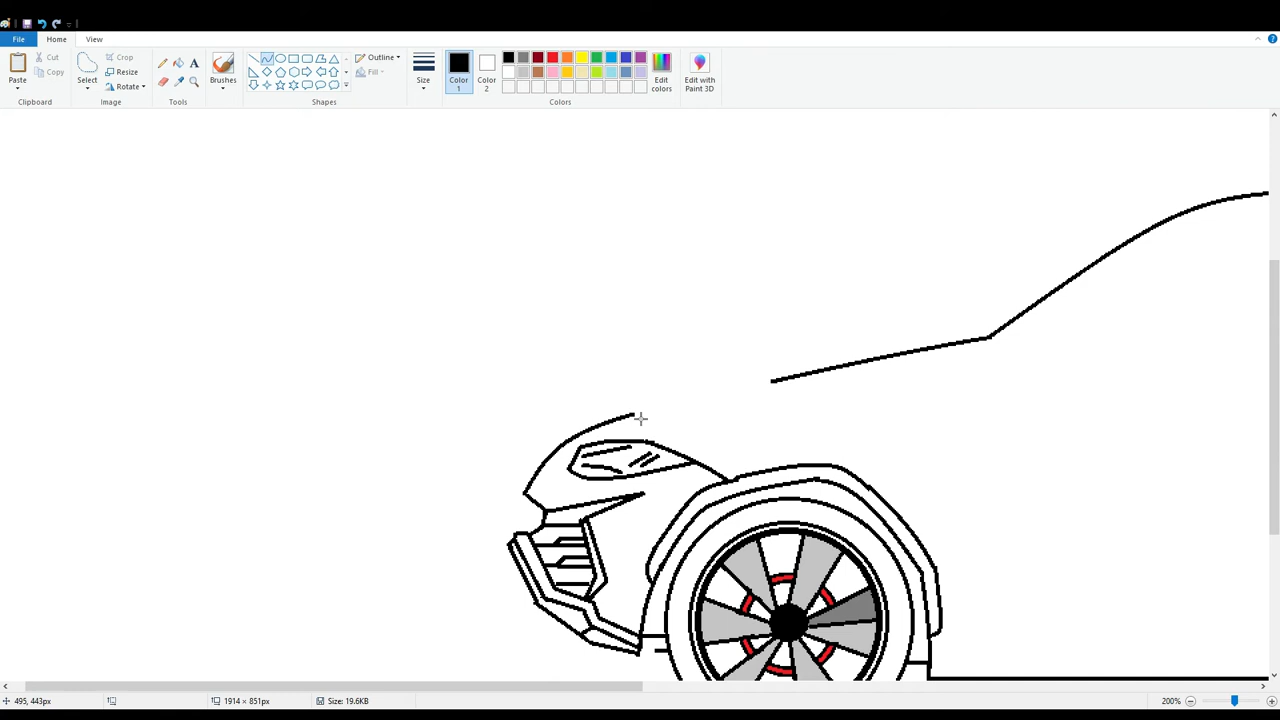 File Home View
Cut Crop Outline
Paste Copy Select Resize Rotate Brushes Fill Size Color 1 Color 2 Edit colors Edit with Paint 3D
Clipboard Image Tools Shapes Colors
495, 443px 1914 × 851px Size: 19.6KB 200%